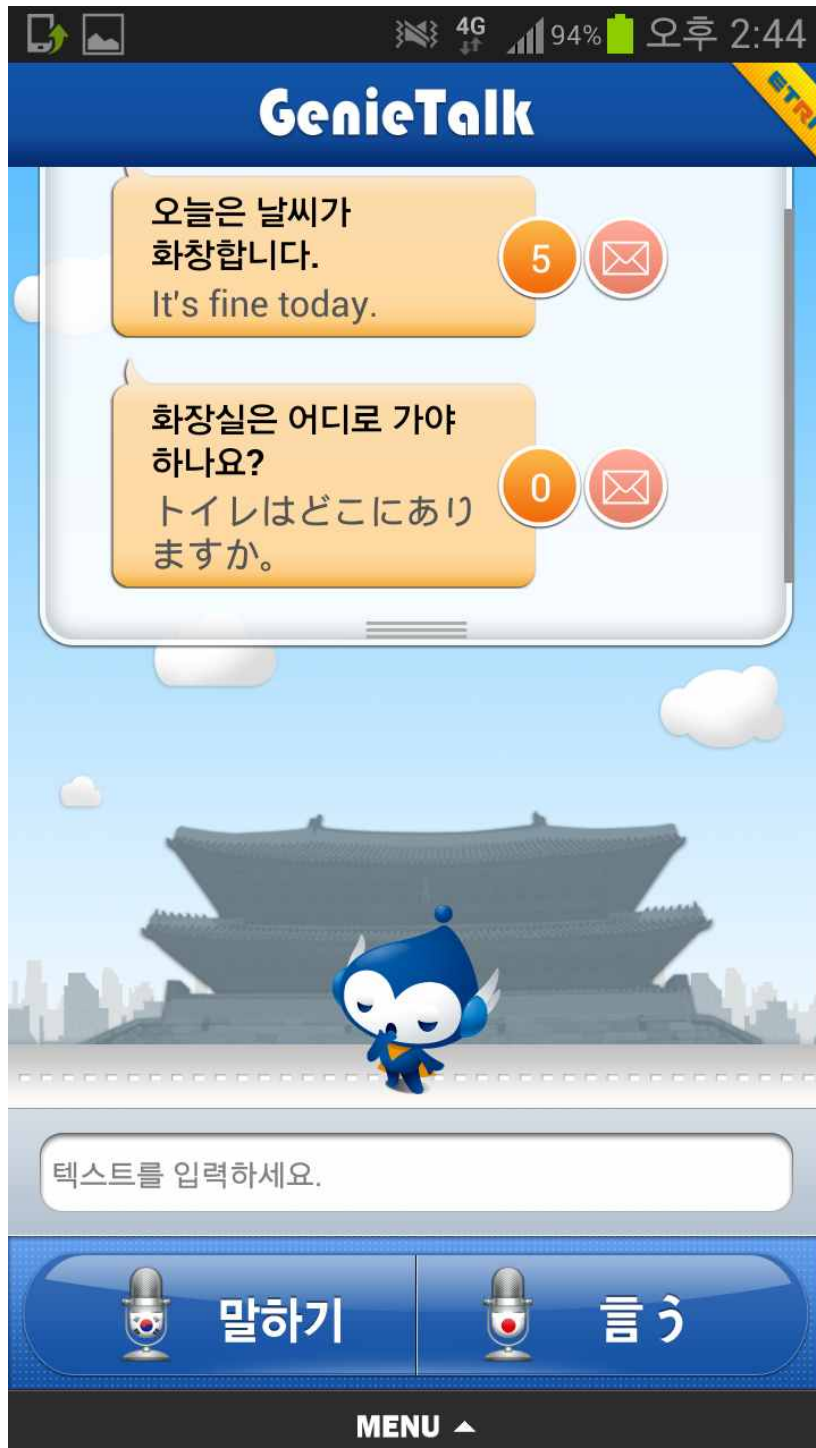 4G 94% 오후 2:44
GenieTalk
ETRI
오늘은 날씨가
화창합니다.
It's fine today.
5
화장실은 어디로 가야
하나요?
トイレはどこにあり
ますか。
0
텍스트를 입력하세요.
말하기 言う
MENU